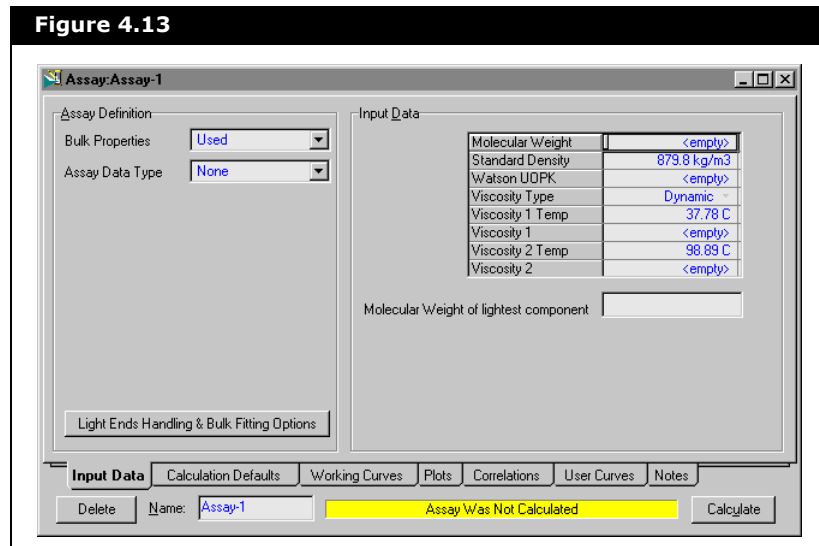 Figure 4.13
Assay:Assay-1
Assay Definition
Bulk Properties Used
Assay Data Type None
Light Ends Handling & Bulk Fitting Options
Input Data
Molecular Weight <empty>
Standard Density 879.8 kg/m3
Watson UOPK <empty>
Viscosity Type Dynamic
Viscosity 1 Temp 37.78 C
Viscosity 1 <empty>
Viscosity 2 Temp 98.89 C
Viscosity 2 <empty>
Molecular Weight of lightest component
Input Data Calculation Defaults Working Curves Plots Correlations User Curves Notes
Delete Name: Assay-1 Assay Was Not Calculated Calculate